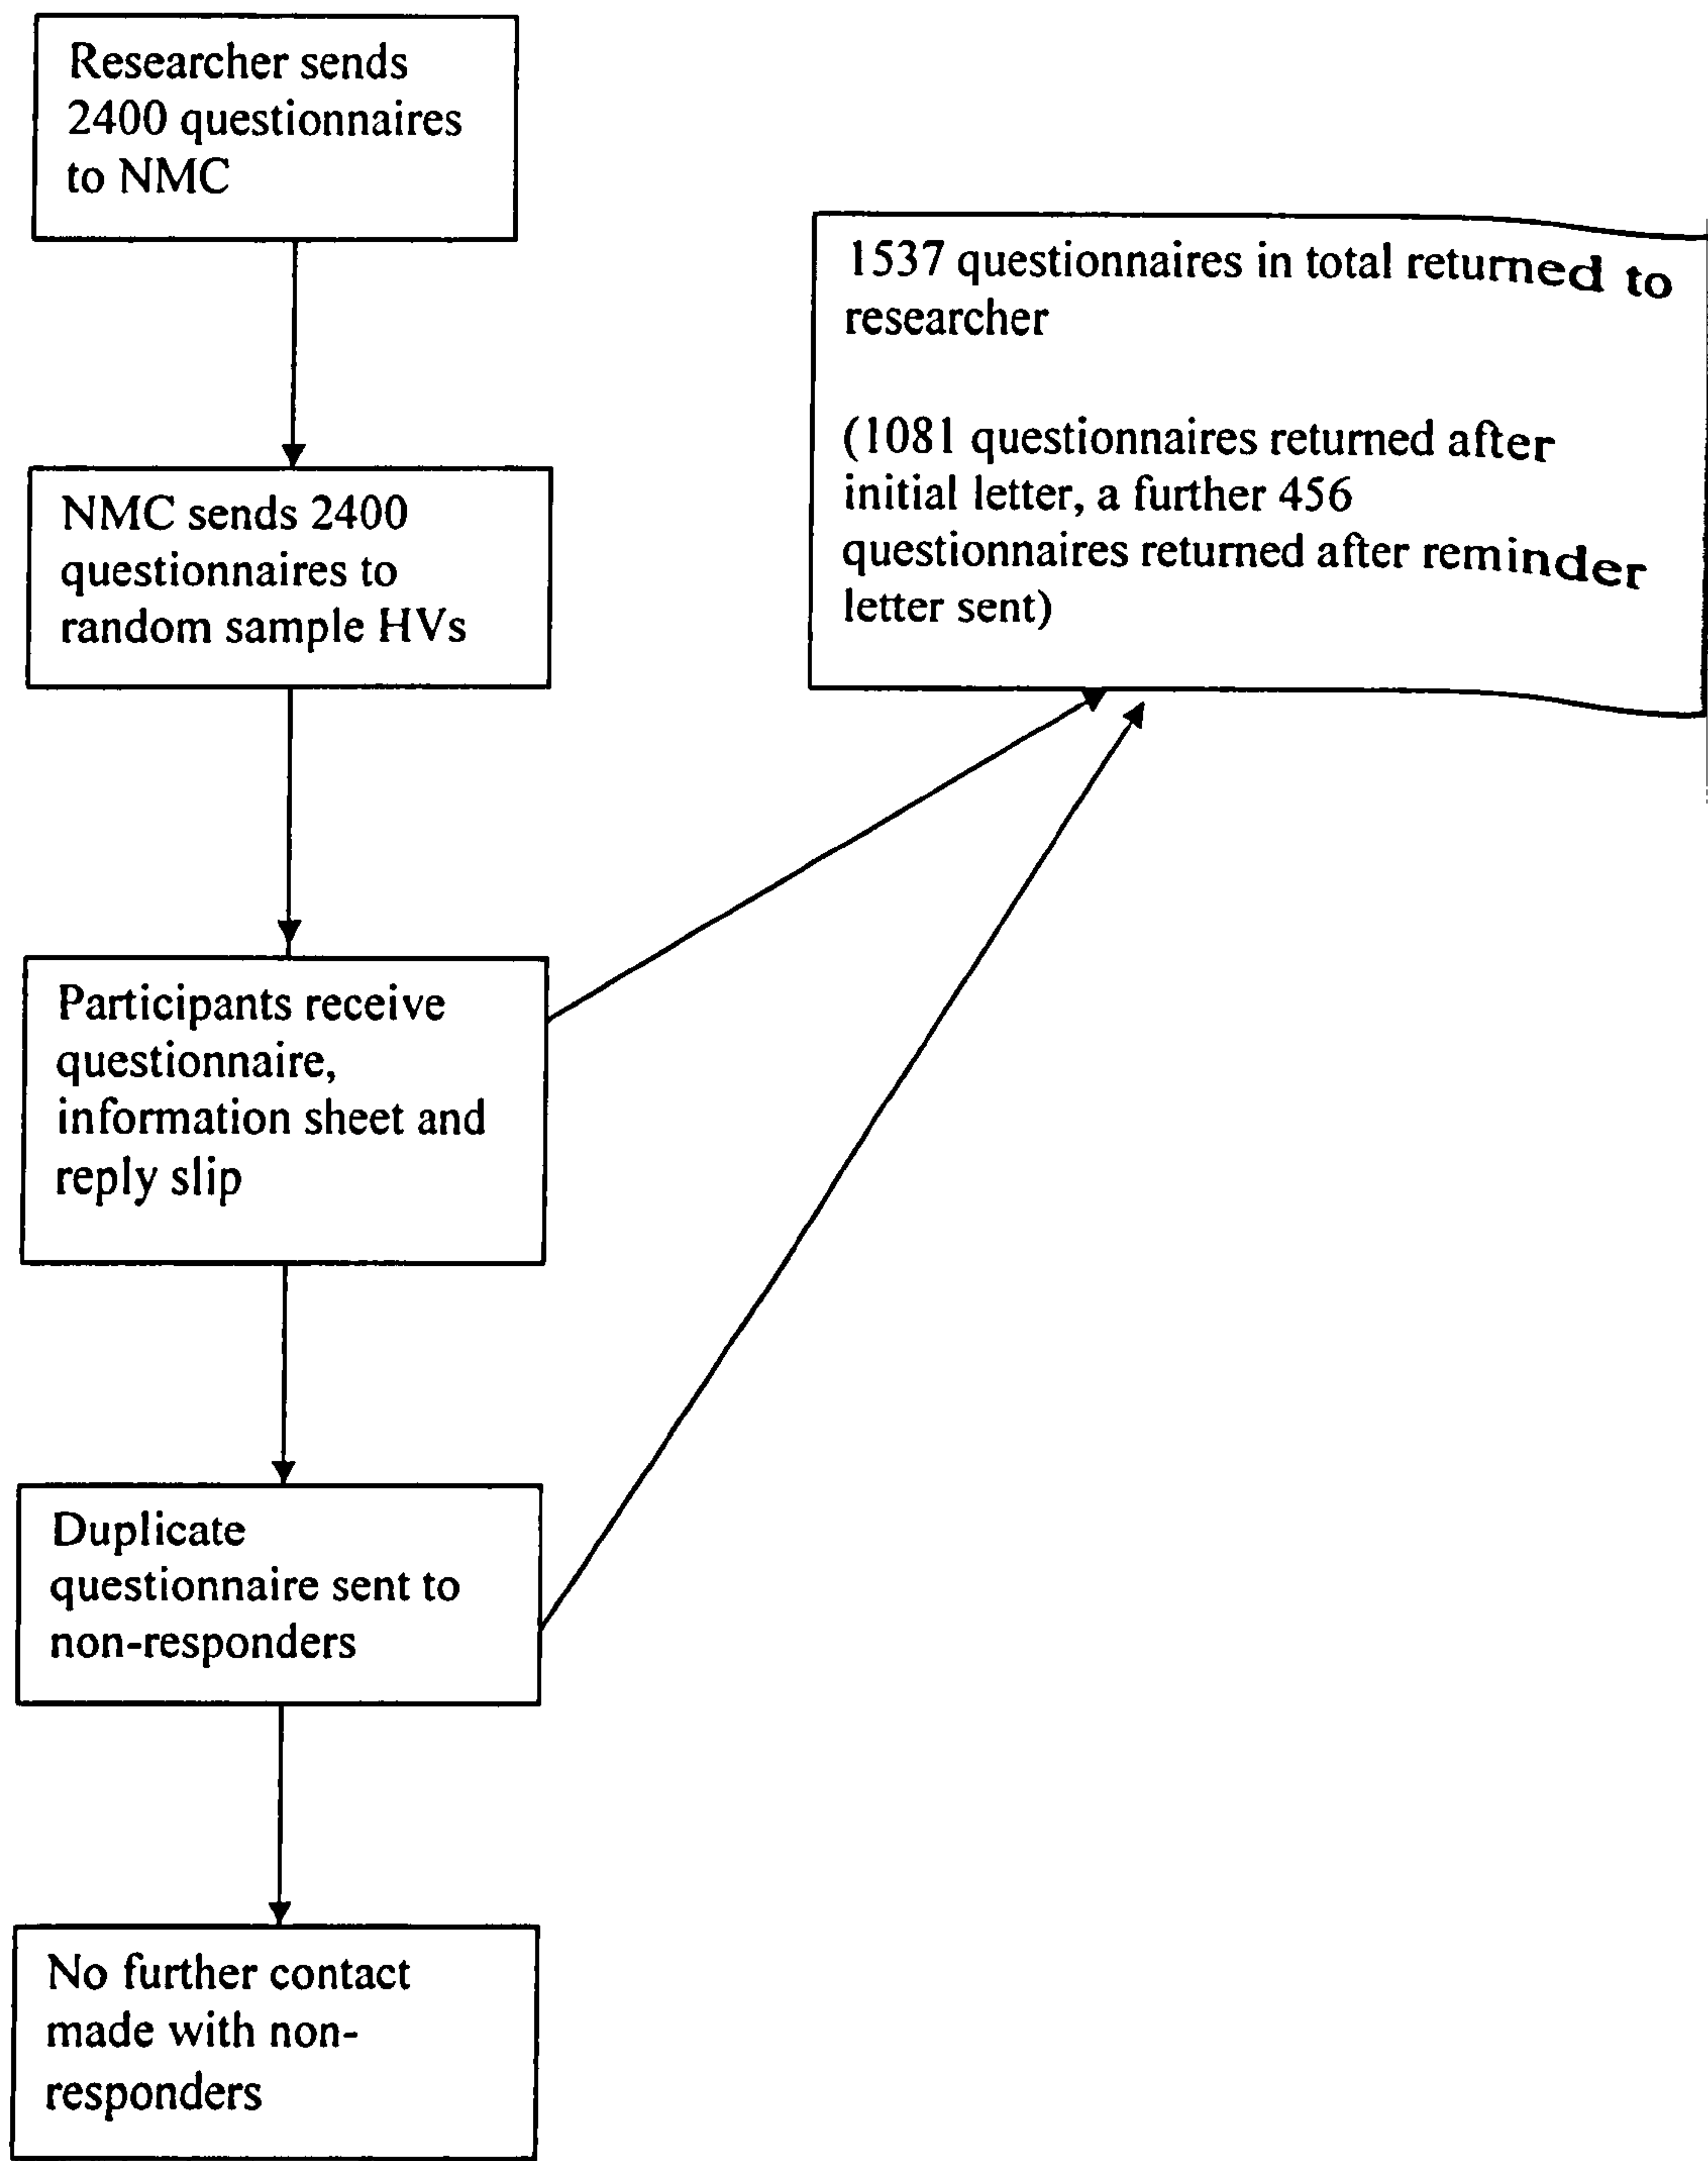 Researcher sends
2400 questionnaires
to NMC
1537 questionnaires in total returned to
researcher
(1081 questionnaires returned after
initial letter, a further 456
questionnaires returned after reminder
letter sent)
NMC sends 2400
questionnaires to
random sample HVs
Participants receive
questionnaire,
information sheet and
reply slip
Duplicate
questionnaire sent to
non-responders
No further contact
made with non-
responders